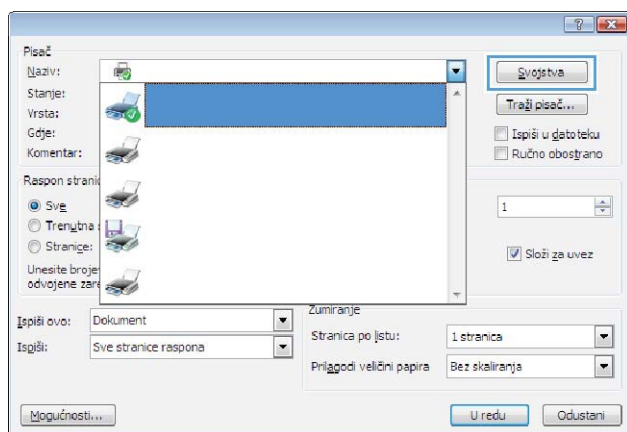 Pisač
Naziv:
Svojstva
Stanje:
Vrsta:
Traži pisač...
Gdje:
Ispiši u datoteku
Komentar:
Ručno obostrano
Raspon strani
Sve
1
Trenutna
Stranice:
Složi za uvez
Unesite broje
odvojene zare
Zumiranje
Ispiši ovo: Dokument
Stranica po listu: 1 stranica
Ispiši: Sve stranice raspona
Prilagodi veličini papira Bez skaliranja
Mogućnosti...
U redu
Odustani